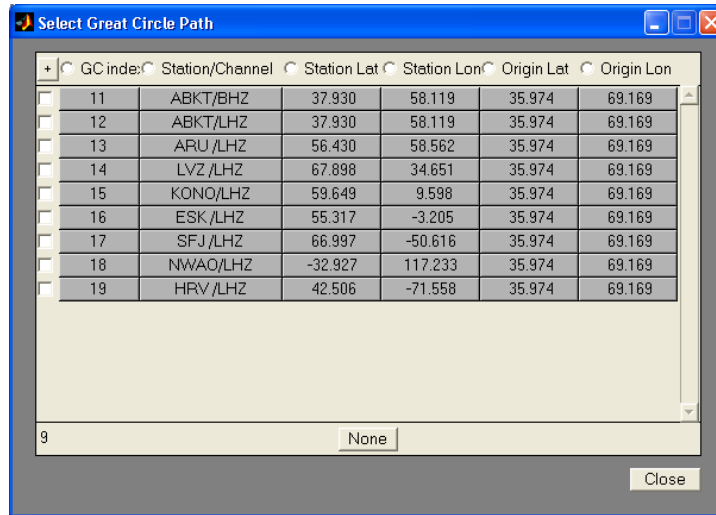 Select Great Circle Path
+ GC index Station/Channel Station Lat Station Lon Origin Lat Origin Lon
11 ABKT/BHZ 37.930 58.119 35.974 69.169
12 ABKT/LHZ 37.930 58.119 35.974 69.169
13 ARU /LHZ 56.430 58.562 35.974 69.169
14 LVZ /LHZ 67.898 34.651 35.974 69.169
15 KONO/LHZ 59.649 9.598 35.974 69.169
16 ESK /LHZ 55.317 -3.205 35.974 69.169
17 SFJ /LHZ 66.997 -50.616 35.974 69.169
18 NWAO/LHZ -32.927 117.233 35.974 69.169
19 HRV /LHZ 42.506 -71.558 35.974 69.169
9 None
Close